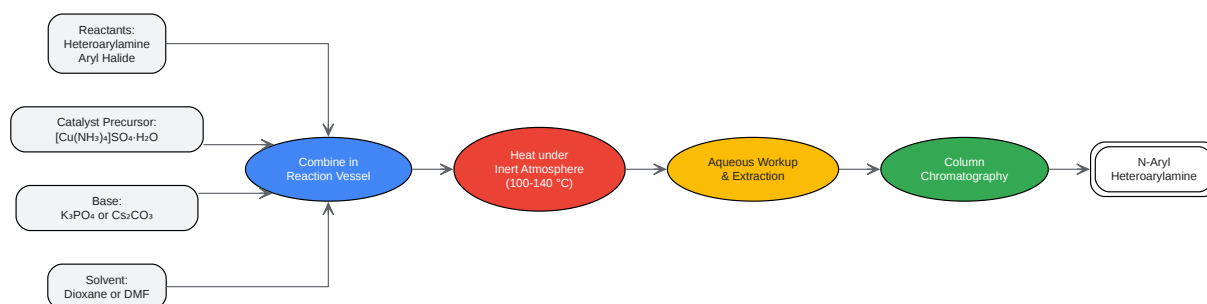 Reactants:
Heteroarylamine
Aryl Halide
Catalyst Precursor:
[Cu(NH₃)₄]SO₄·H₂O
Base:
K₃PO₄ or Cs₂CO₃
Solvent:
Dioxane or DMF
Combine in
Reaction Vessel
Heat under
Inert Atmosphere
(100-140 °C)
Aqueous Workup
& Extraction
Column
Chromatography
N-Aryl
Heteroarylamine